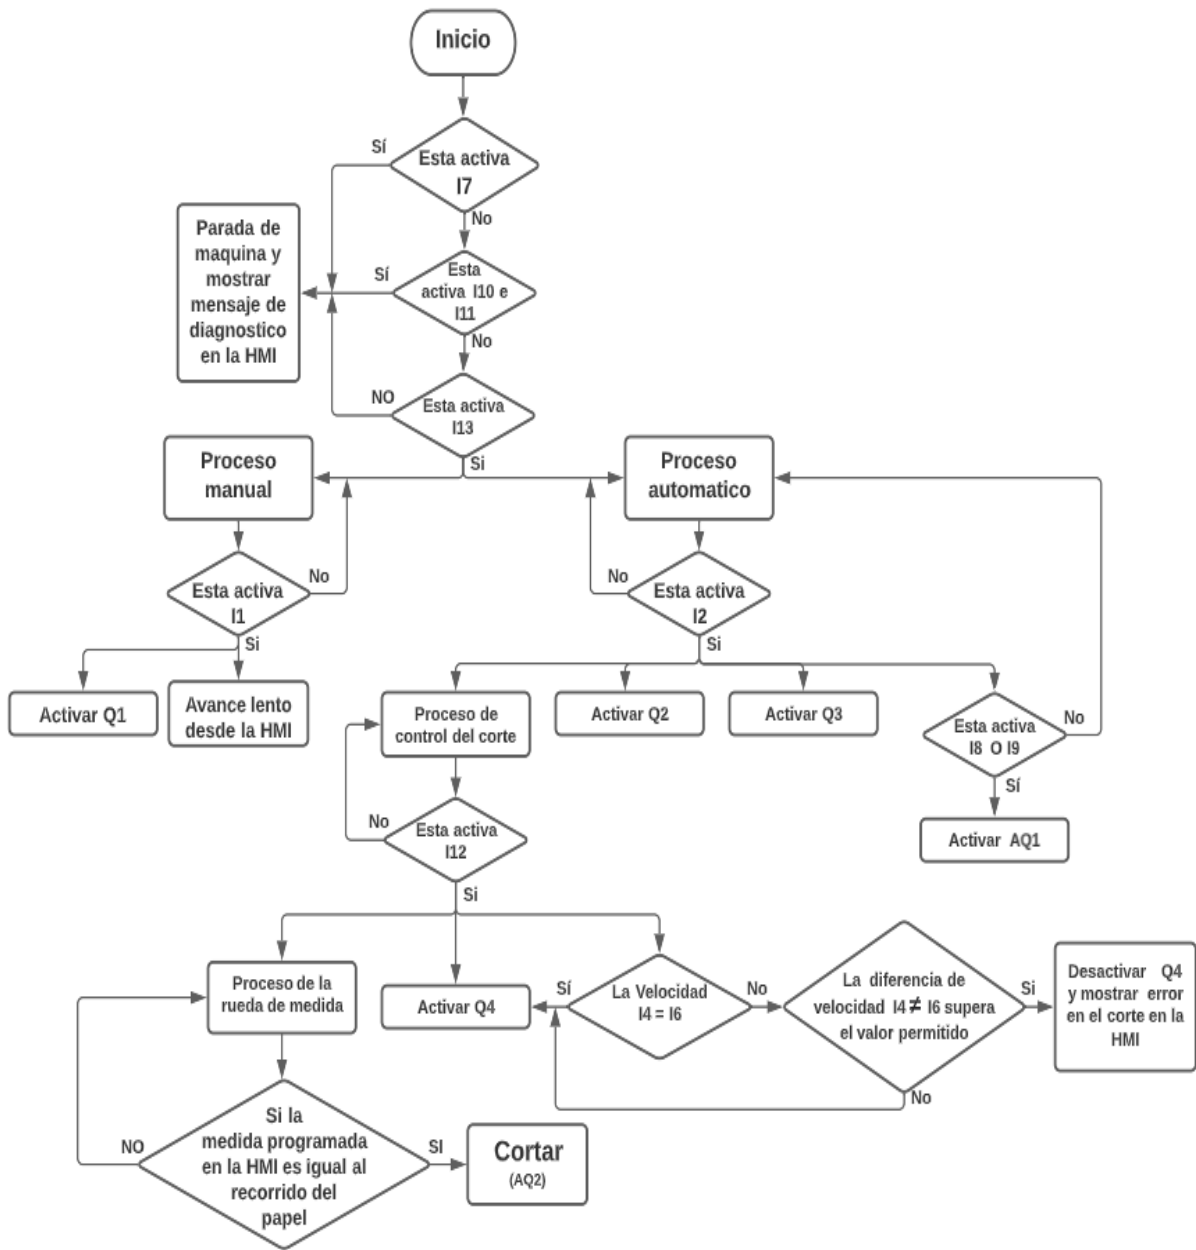 Inicio
Sí
Esta activa
I7
No
Parada de
maquina y
mostrar
mensaje de
diagnostico
en la HMI
Sí
Esta
activa I10 e
I11
No
NO
Esta activa
I13
Si
Proceso
manual
Proceso
automatico
Esta activa
I1
No
Si
No
Esta activa
I2
Si
Activar Q1
Avance lento
desde la HMI
Proceso de
control del corte
Activar Q2
Activar Q3
Esta activa
I8 O I9
No
Sí
Activar AQ1
No
Esta activa
I12
Si
Proceso de la
rueda de medida
Activar Q4
Sí
La Velocidad
I4 = I6
No
La diferencia de
velocidad I4 ≠ I6 supera
el valor permitido
Si
No
Desactivar Q4
y mostrar error
en el corte en la
HMI
NO
Si la
medida programada
en la HMI es igual al
recorrido del
papel
SI
Cortar
(AQ2)